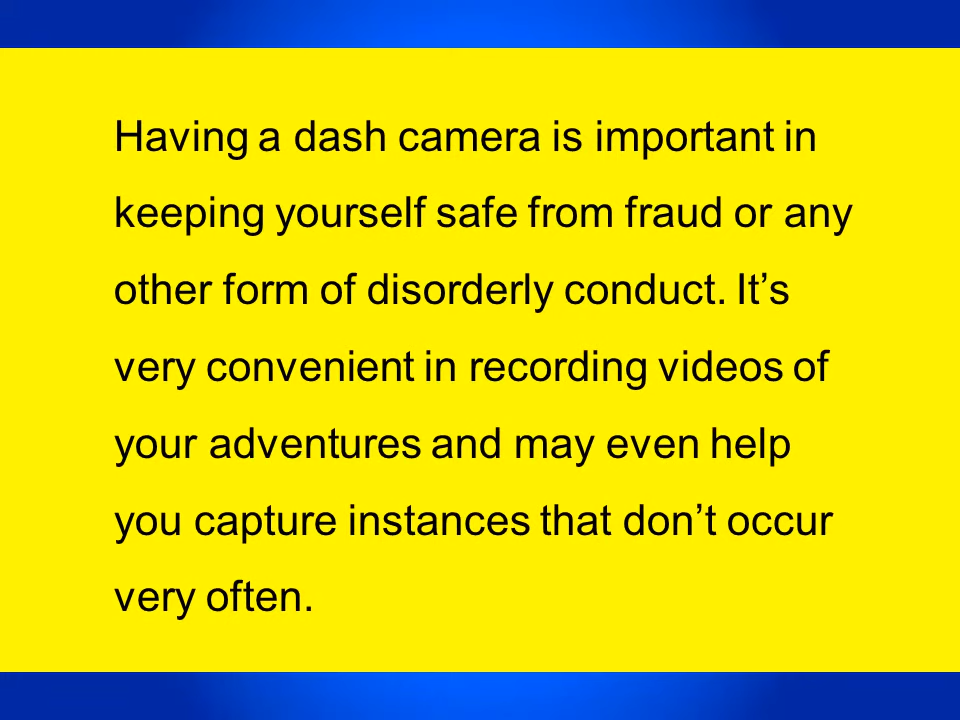 Having a dash camera is important in
keeping yourself safe from fraud or any
other form of disorderly conduct. It’s
very convenient in recording videos of
your adventures and may even help
you capture instances that don’t occur
very often.